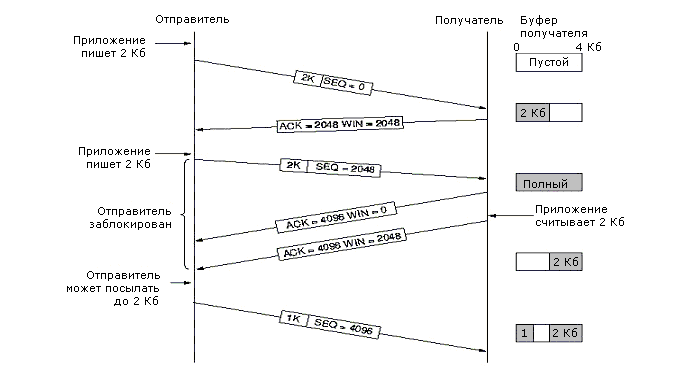 Отправитель
Получатель
Буфер
получателя
0 4 Кб
Приложение
пишет 2 Кб
Пустой
2K SEQ = 0
2 Кб
ACK = 2048 WIN = 2048
Приложение
пишет 2 Кб
2K SEQ = 2048
Полный
Отправитель
заблокирован
ACK = 4096 WIN = 0
Приложение
считывает 2 Кб
ACK = 4096 WIN = 2048
2 Кб
Отправитель
может посылать
до 2 Кб
1K SEQ = 4096
1 2 Кб